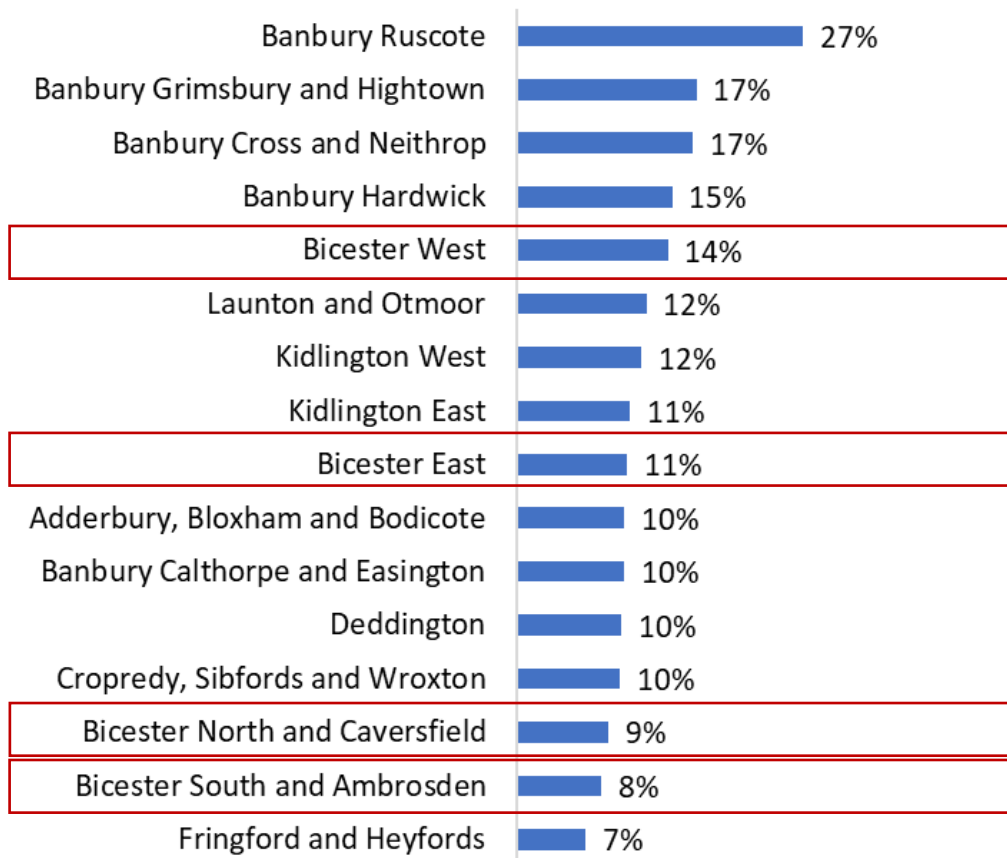 Banbury Ruscote 27%
Banbury Grimsbury and Hightown 17%
Banbury Cross and Neithrop 17%
Banbury Hardwick 15%
Bicester West 14%
Launton and Otmoor 12%
Kidlington West 12%
Kidlington East 11%
Bicester East 11%
Adderbury, Bloxham and Bodicote 10%
Banbury Calthorpe and Easington 10%
Deddington 10%
Cropredy, Sibfords and Wroxton 10%
Bicester North and Caversfield 9%
Bicester South and Ambrosden 8%
Fringford and Heyfords 7%